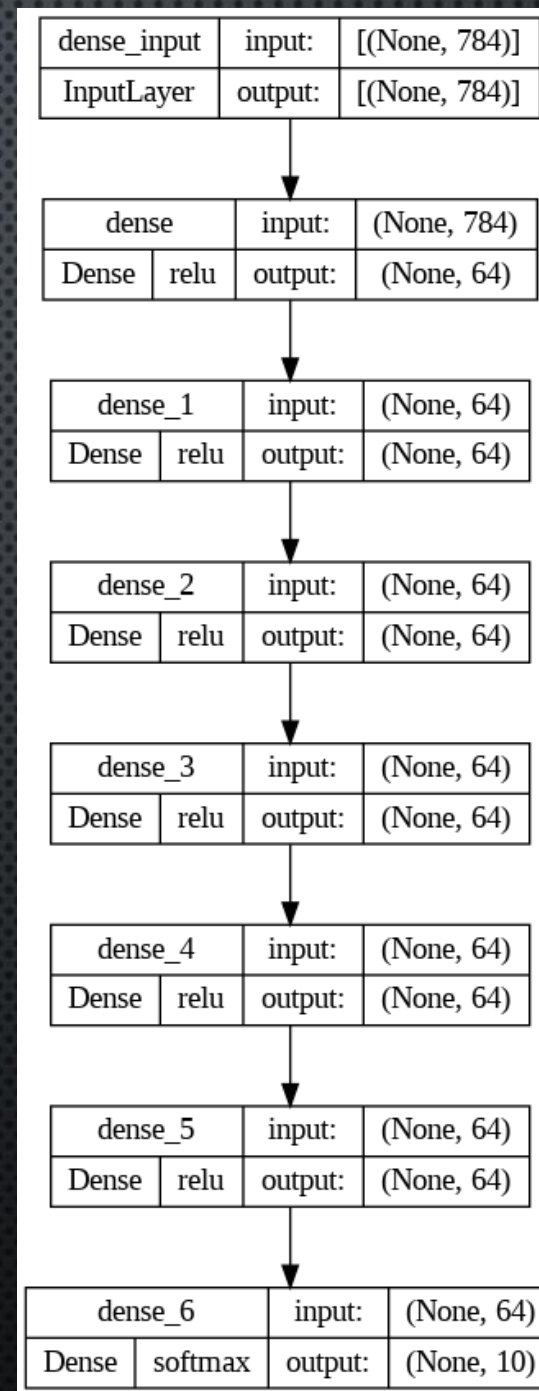 dense_input input: [(None, 784)]
InputLayer output: [(None, 784)]
dense input: (None, 784)
Dense relu output: (None, 64)
dense_1 input: (None, 64)
Dense relu output: (None, 64)
dense_2 input: (None, 64)
Dense relu output: (None, 64)
dense_3 input: (None, 64)
Dense relu output: (None, 64)
dense_4 input: (None, 64)
Dense relu output: (None, 64)
dense_5 input: (None, 64)
Dense relu output: (None, 64)
dense_6 input: (None, 64)
Dense softmax output: (None, 10)